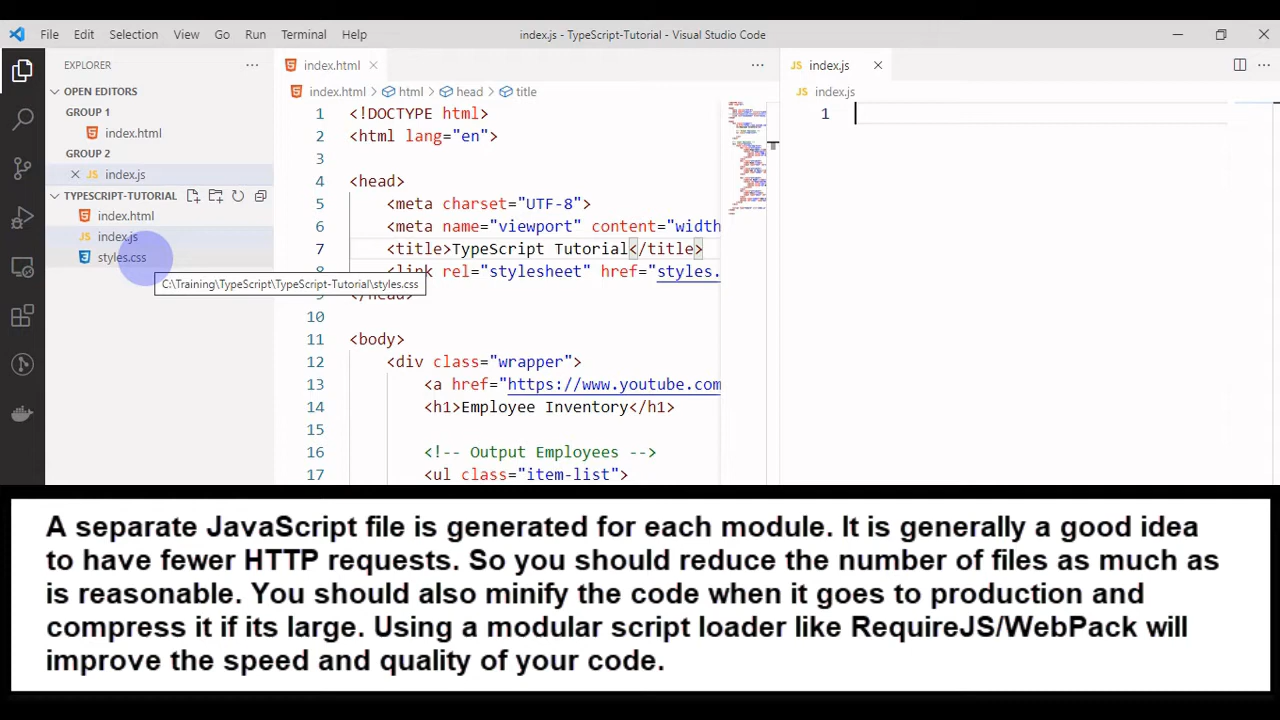 File Edit Selection View Go Run Terminal Help index.js - TypeScript-Tutorial - Visual Studio Code
EXPLORER
OPEN EDITORS
GROUP 1
index.html
GROUP 2
index.js
TYPESCRIPT-TUTORIAL
index.html
index.js
styles.css
C:\Training\TypeScript\TypeScript-Tutorial\styles.css
index.html
index.html > html > head > title
1 <!DOCTYPE html>
2 <html lang="en">
3
4 <head>
5 <meta charset="UTF-8">
6 <meta name="viewport" content="width
7 <title>TypeScript Tutorial</title>
8 <link rel="stylesheet" href="styles.
9 </head>
10
11 <body>
12 <div class="wrapper">
13 <a href="https://www.youtube.com
14 <h1>Employee Inventory</h1>
15
16 <!-- Output Employees -->
17 <ul class="item-list">
JS index.js
JS index.js
1
A separate JavaScript file is generated for each module. It is generally a good idea
to have fewer HTTP requests. So you should reduce the number of files as much as
is reasonable. You should also minify the code when it goes to production and
compress it if its large. Using a modular script loader like RequireJS/WebPack will
improve the speed and quality of your code.